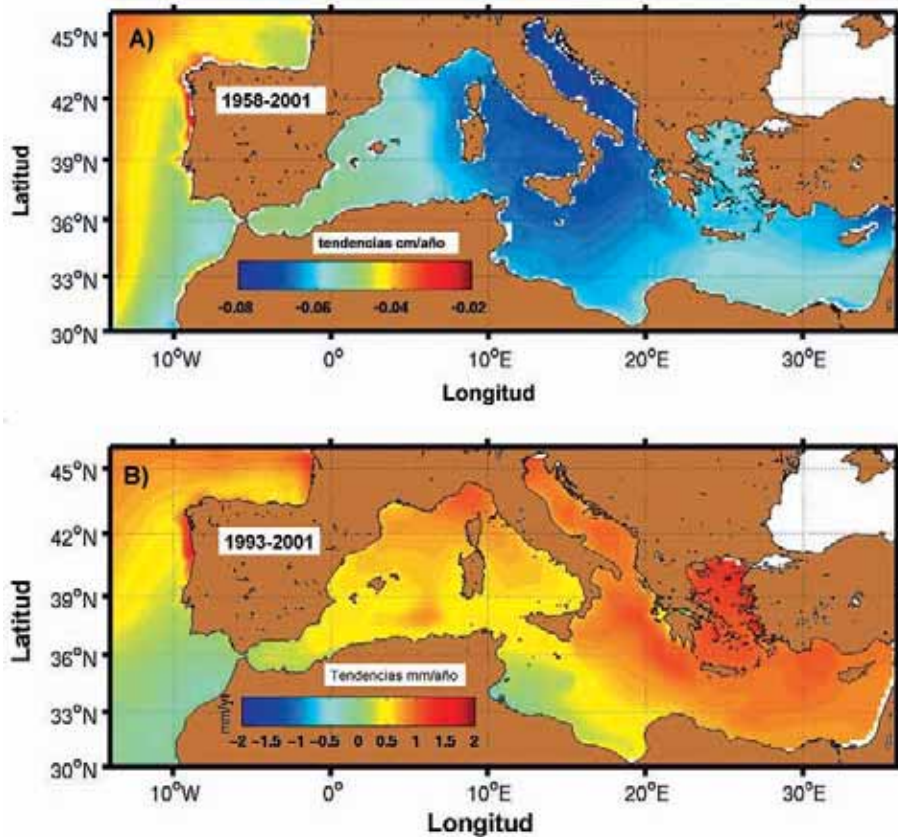 A)
45°N
42°N
39°N
36°N
33°N
30°N
Latitud
1958-2001
tendencias cm/año
-0.08 -0.06 -0.04 -0.02
10°W 0° 10°E 20°E 30°E
Longitud
B)
45°N
42°N
39°N
36°N
33°N
30°N
Latitud
1993-2001
Tendencias mm/año
mm/yr
-2 -1.5 -1 -0.5 0 0.5 1 1.5 2
10°W 0° 10°E 20°E 30°E
Longitud